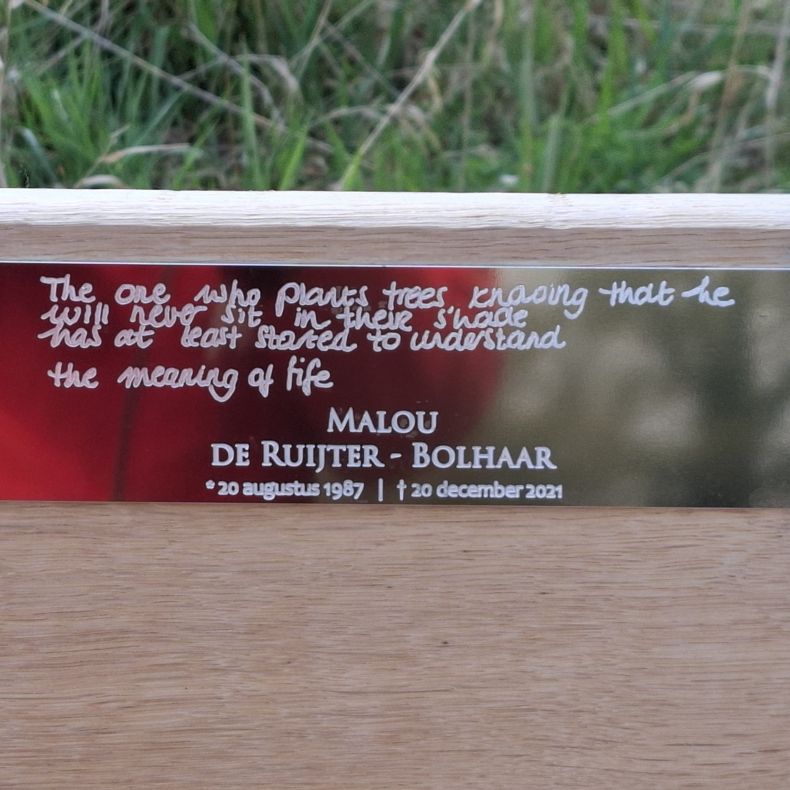 The one who plants trees, knowing that he
will never sit in their shade
has at least started to understand
the meaning of life
MALOU
DE RUIJTER - BOLHAAR
* 20 augustus 1987 | † 20 december 2021